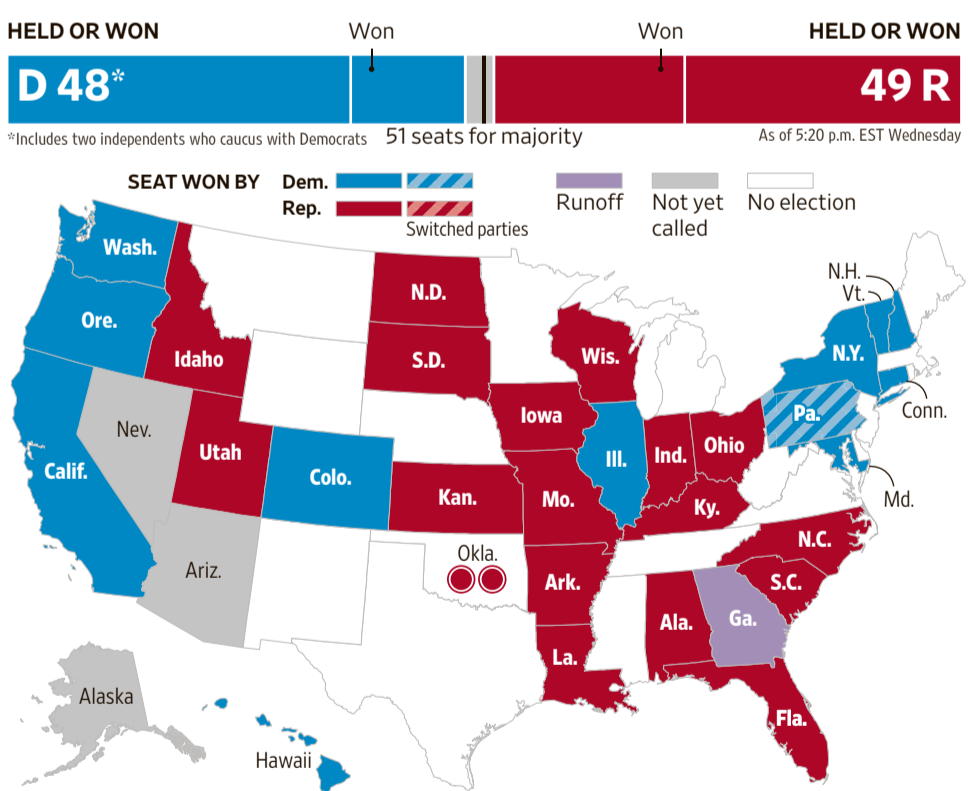 HELD OR WON Won Won HELD OR WON
D 48* 49 R
*Includes two independents who caucus with Democrats 51 seats for majority As of 5:20 p.m. EST Wednesday
SEAT WON BY Dem. Rep.
Switched parties
Runoff
Not yet
called
No election
N.H.
Vt.
Wash.
N.D.
Ore.
N.Y.
Idaho
S.D.
Wis.
Conn.
Pa.
Iowa
Nev.
Utah
Ill.
Ind.
Ohio
Calif.
Colo.
Kan.
Mo.
Ky.
Md.
N.C.
Okla.
Ariz.
Ark.
S.C.
Ala.
Ga.
La.
Alaska
Fla.
Hawaii